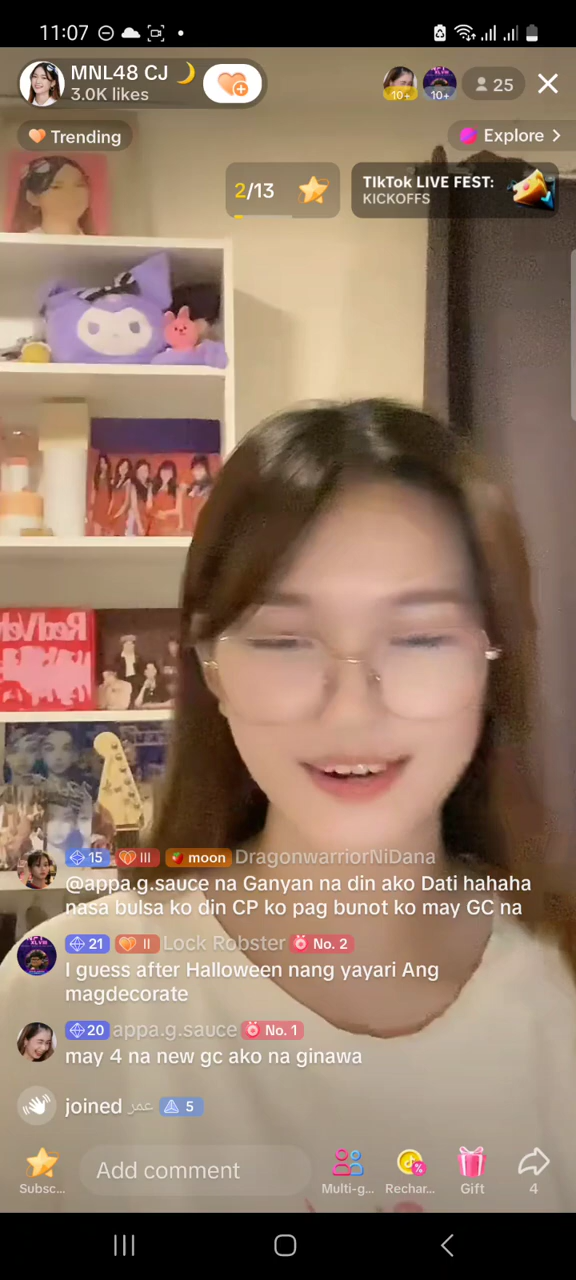 11:07
MNL48 CJ 🌙
3.0K likes
10+
10+
25
Trending
Explore >
2/13
TIkTok LIVE FEST:
KICKOFFS
15 III moon DragonwarriorNiDana
@appa.g.sauce na Ganyan na din ako Dati hahaha
nasa bulsa ko din CP ko pag bunot ko may GC na
21 II Lock Robster No. 2
I guess after Halloween nang yayari Ang
magdecorate
20 appa.g.sauce No. 1
may 4 na new gc ako na ginawa
joined عمر 5
Add comment
Subsc...
Multi-g...
Rechar...
Gift
4